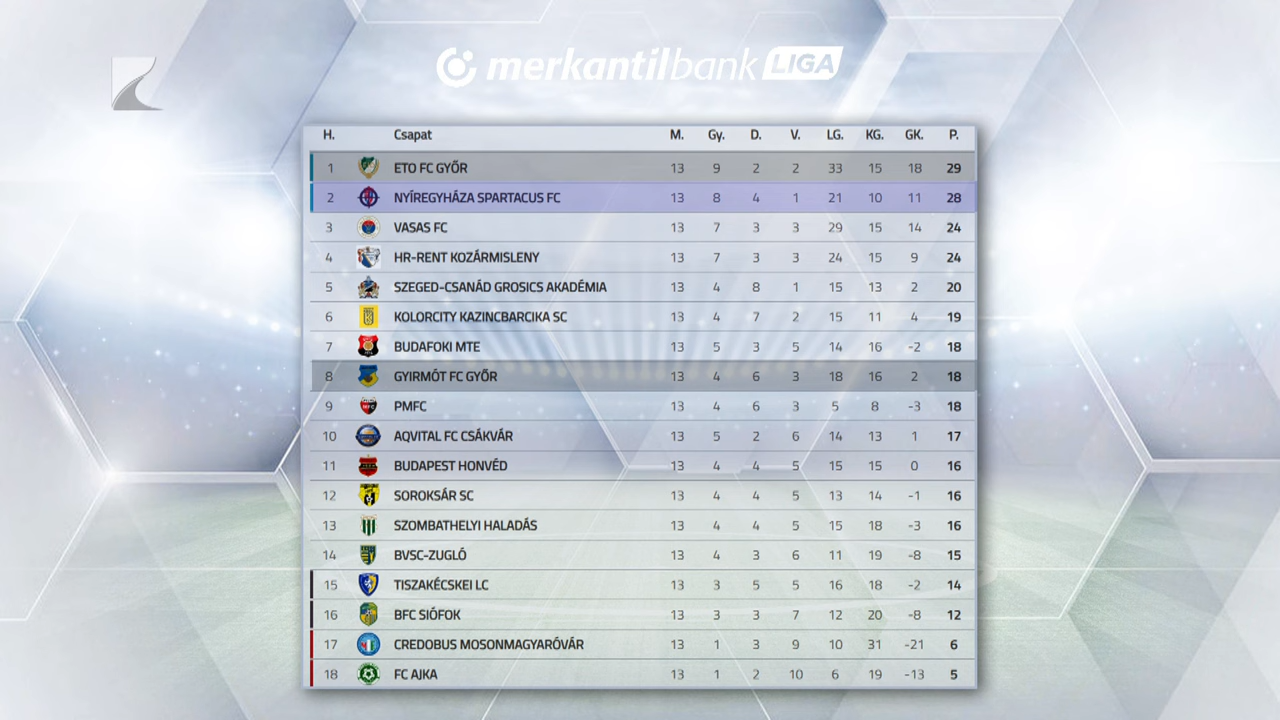 merkantilbank LIGA
H. Csapat M. Gy. D. V. LG. KG. GK. P.
1 ETO FC GYŐR 13 9 2 2 33 15 18 29
2 NYÍREGYHÁZA SPARTACUS FC 13 8 4 1 21 10 11 28
3 VASAS FC 13 7 3 3 29 15 14 24
4 HR-RENT KOZÁRMISLENY 13 7 3 3 24 15 9 24
5 SZEGED-CSANÁD GROSICS AKADÉMIA 13 4 8 1 15 13 2 20
6 KOLORCITY KAZINCBARCIKA SC 13 4 7 2 15 11 4 19
7 BUDAFOKI MTE 13 5 3 5 14 16 -2 18
8 GYIRMÓT FC GYŐR 13 4 6 3 18 16 2 18
9 PMFC 13 4 6 3 5 8 -3 18
10 AQVITAL FC CSÁKVÁR 13 5 2 6 14 13 1 17
11 BUDAPEST HONVÉD 13 4 4 5 15 15 0 16
12 SOROKSÁR SC 13 4 4 5 13 14 -1 16
13 SZOMBATHELYI HALADÁS 13 4 4 5 15 18 -3 16
14 BVSC-ZUGLÓ 13 4 3 6 11 19 -8 15
15 TISZAKÉCSKEI LC 13 3 5 5 16 18 -2 14
16 BFC SIÓFOK 13 3 3 7 12 20 -8 12
17 CREDOBUS MOSONMAGYARÓVÁR 13 1 3 9 10 31 -21 6
18 FC AJKA 13 1 2 10 6 19 -13 5